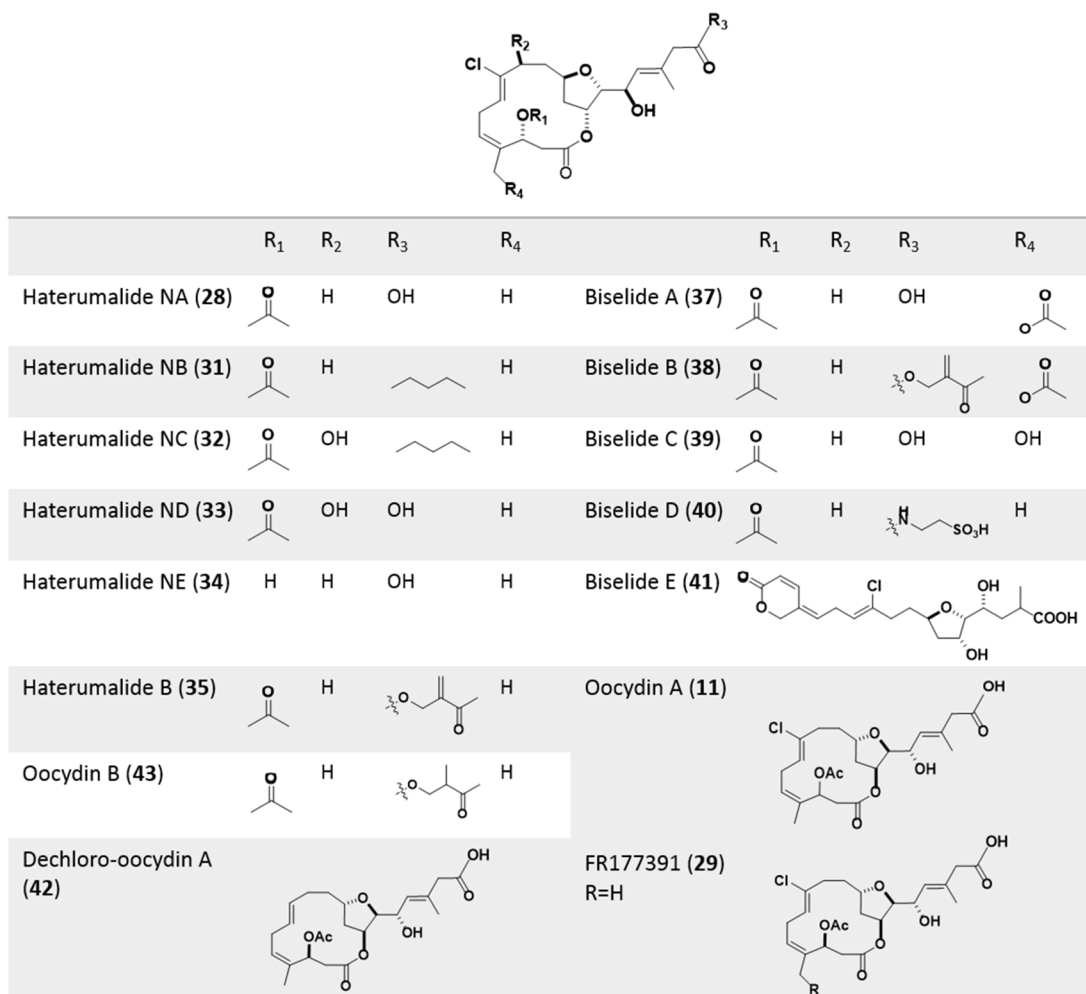 R2
R3
Cl
O
O
OH
OR1
O
O
R4
R1 R2 R3 R4 R1 R2 R3 R4
Haterumalide NA (28) O H OH H Biselide A (37) O H OH O O
Haterumalide NB (31) O H H Biselide B (38) O H O O O O
Haterumalide NC (32) O OH H Biselide C (39) O H OH OH
Haterumalide ND (33) O OH OH H Biselide D (40) O H H N SO3H H
Haterumalide NE (34) H H OH H Biselide E (41) O O Cl O OH COOH OH
Haterumalide B (35) O H O O H Oocydin A (11) OH O Cl O OH OAc O O
Oocydin B (43) O H O O H
Dechloro-oocydin A OH O O OH OAc O O FR177391 (29) OH O Cl O OH OAc O O R
(42) R=H